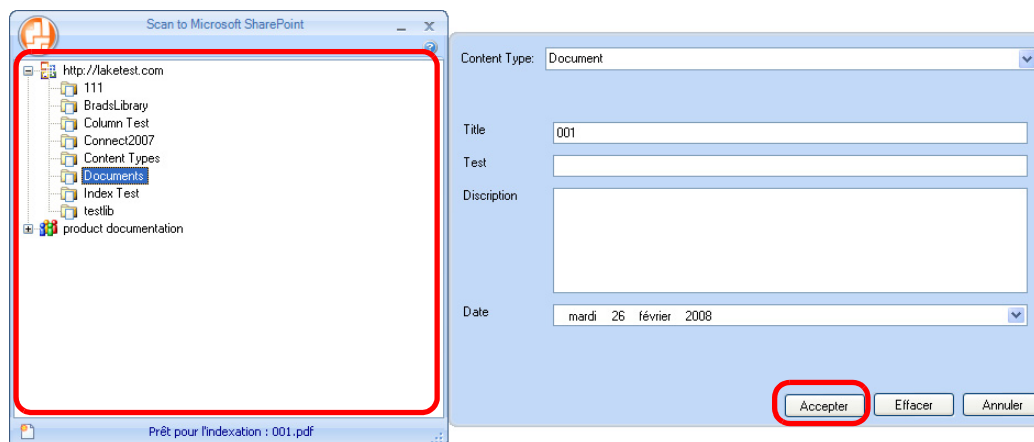 Scan to Microsoft SharePoint
http://laketest.com
111
BradsLibrary
Column Test
Connect2007
Content Types
Documents
Index Test
testlib
product documentation
Prêt pour l'indexation : 001.pdf
Content Type: Document
Title 001
Test
Discription
Date mardi 26 février 2008
Accepter Effacer Annuler